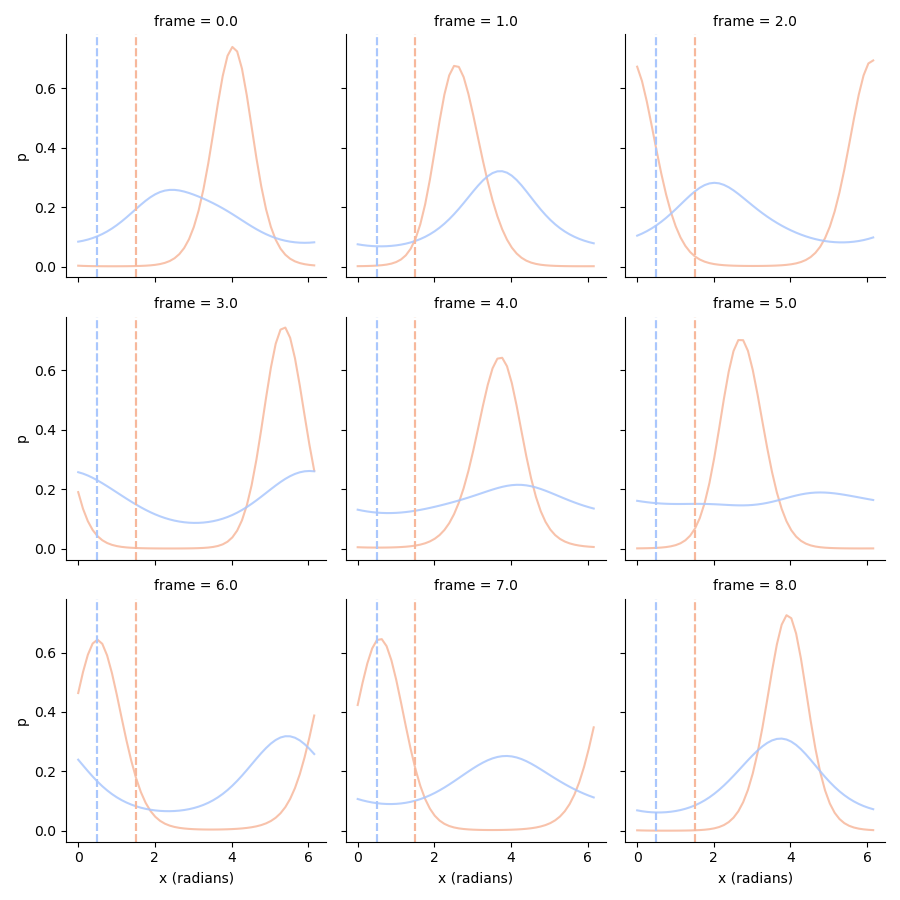 frame = 0.0
frame = 1.0
frame = 2.0
p
0.6
0.4
0.2
0.0
frame = 3.0
frame = 4.0
frame = 5.0
p
0.6
0.4
0.2
0.0
frame = 6.0
frame = 7.0
frame = 8.0
p
0.6
0.4
0.2
0.0
0 2 4 6
0 2 4 6
0 2 4 6
x (radians)
x (radians)
x (radians)